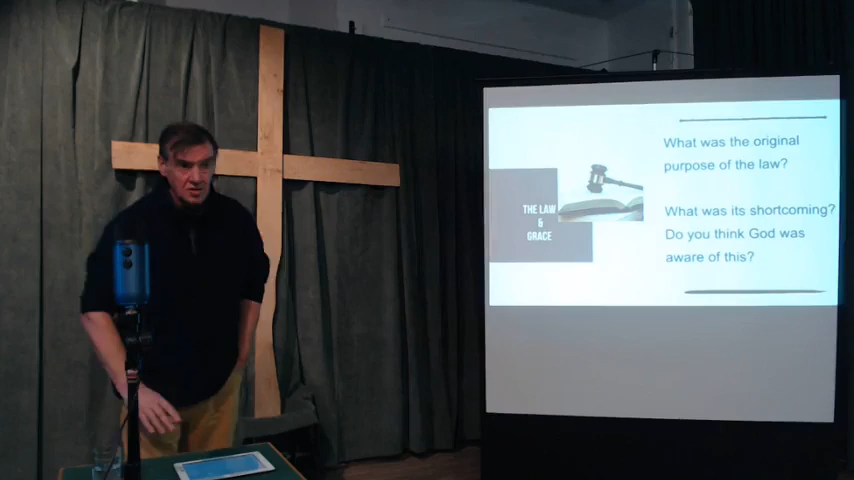 THE LAW
&
GRACE
What was the original
purpose of the law?
What was its shortcoming?
Do you think God was
aware of this?